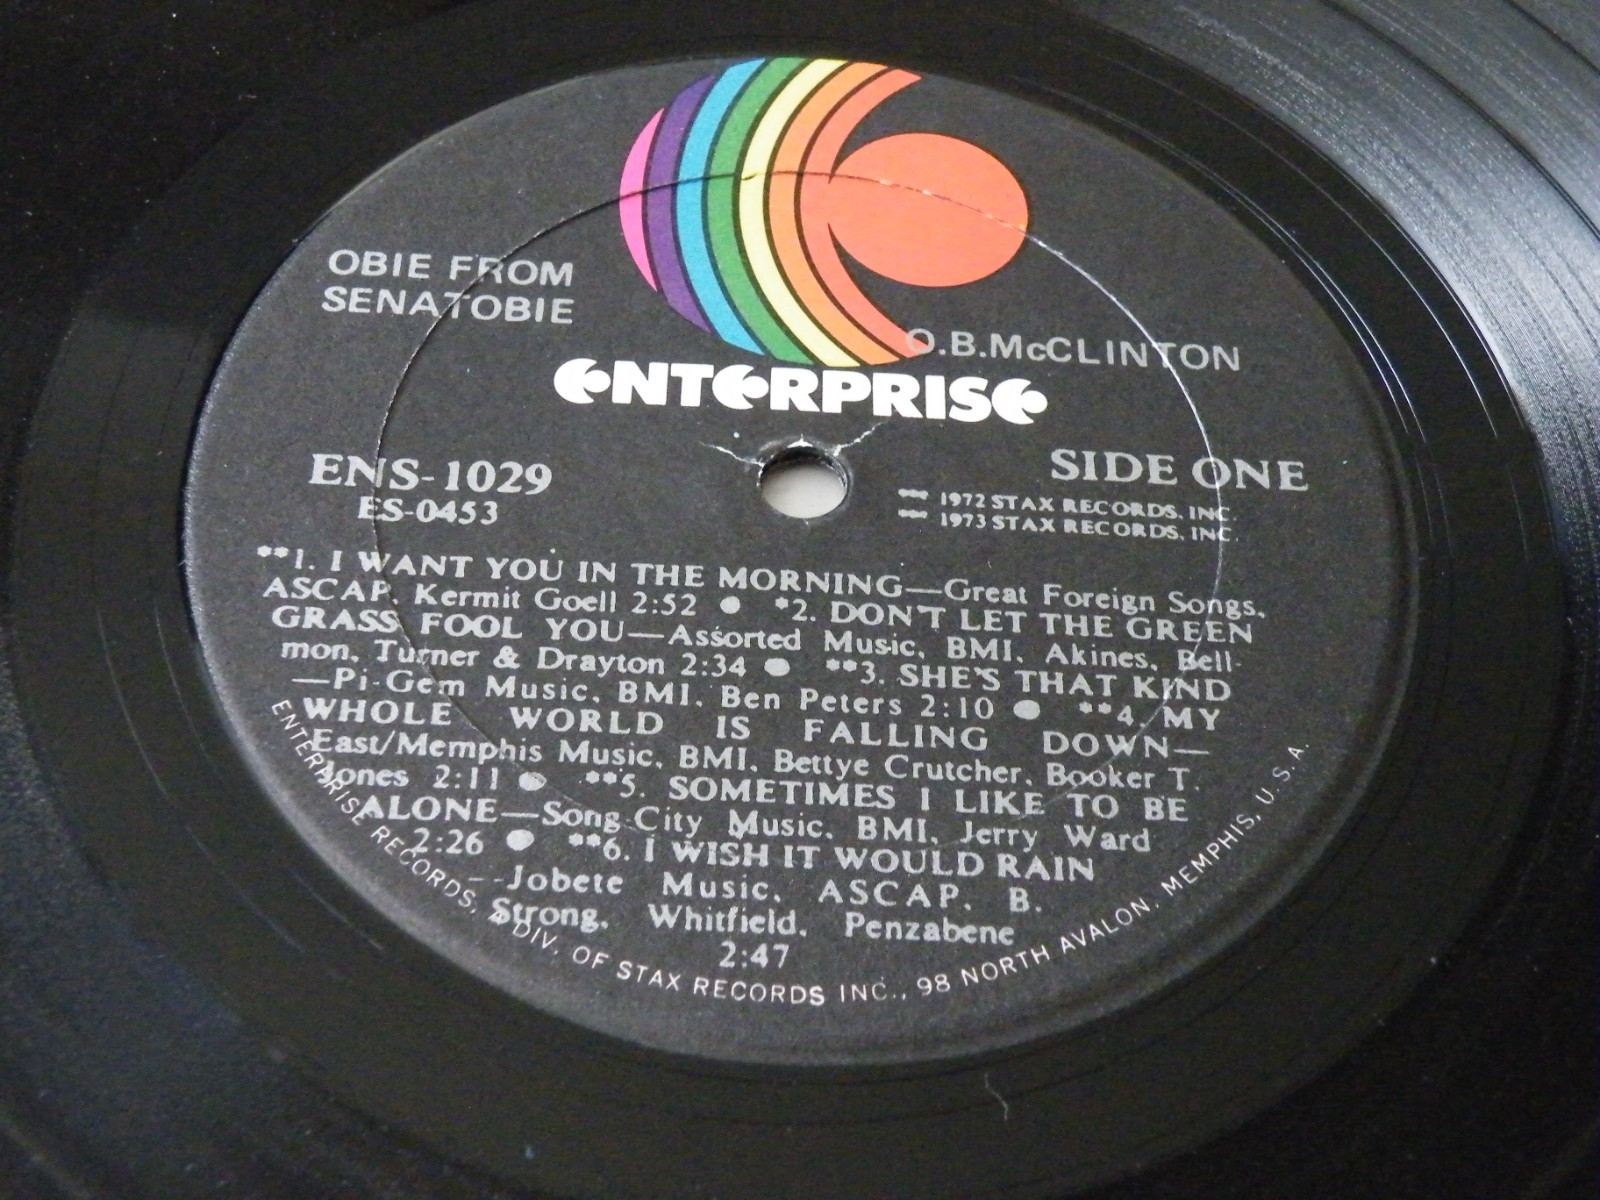 OBIE FROM
SENATOBIE
O.B.McCLINTON
ENTERPRISE
ENS-1029
ES-0453
SIDE ONE
1972 STAX RECORDS, INC.
1973 STAX RECORDS, INC.
**1. I WANT YOU IN THE MORNING—Great Foreign Songs,
ASCAP, Kermit Goell 2:52 ● *2. DON'T LET THE GREEN
GRASS FOOL YOU—Assorted Music, BMI, Akines, Bell-
mon, Turner & Drayton 2:34 ● **3. SHE'S THAT KIND
—Pi-Gem Music, BMI, Ben Peters 2:10 ● **4. MY
WHOLE WORLD IS FALLING DOWN—
East/Memphis Music, BMI, Bettye Crutcher, Booker T.
Jones 2:11 ● **5. SOMETIMES I LIKE TO BE
ALONE—Song City Music, BMI, Jerry Ward
2:26 ● **6. I WISH IT WOULD RAIN
--Jobete Music, ASCAP, B.
Strong, Whitfield, Penzabene
2:47
ENTERPRISE RECORDS, A DIV. OF STAX RECORDS INC., 98 NORTH AVALON, MEMPHIS, U.S.A.